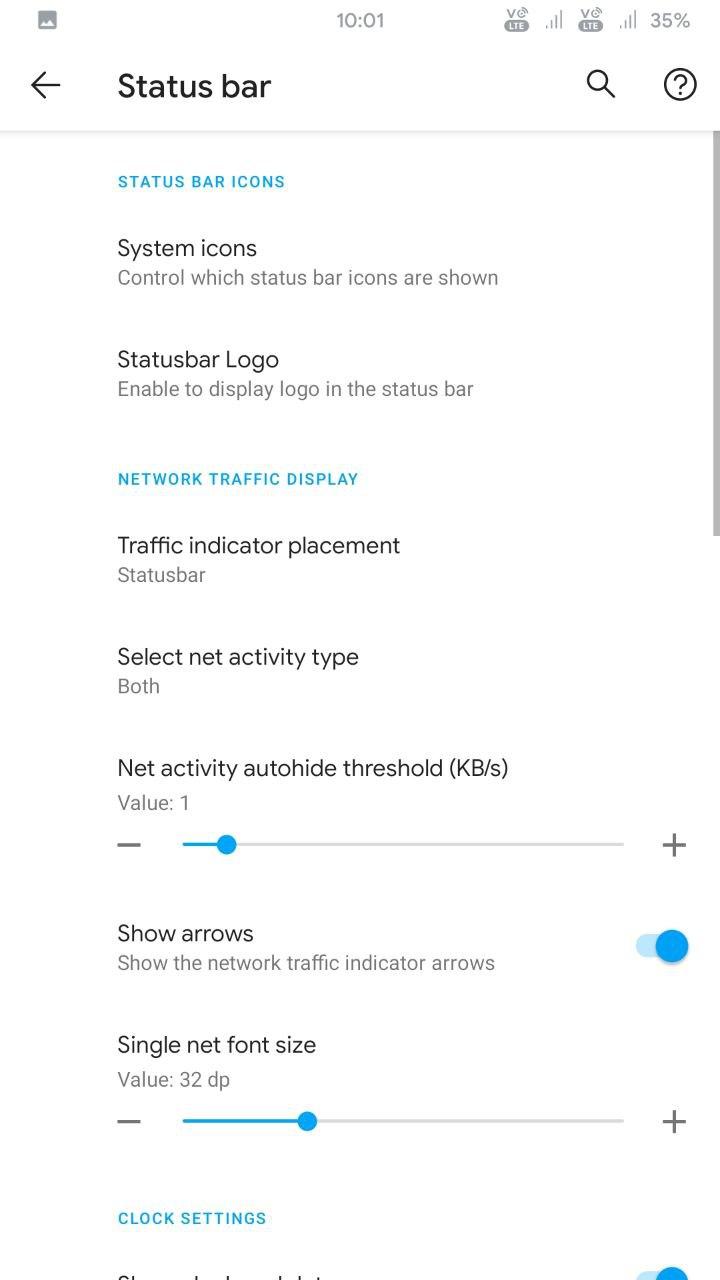 10:01
Vo LTE Vo LTE 35%
Status bar
STATUS BAR ICONS
System icons
Control which status bar icons are shown
Statusbar Logo
Enable to display logo in the status bar
NETWORK TRAFFIC DISPLAY
Traffic indicator placement
Statusbar
Select net activity type
Both
Net activity autohide threshold (KB/s)
Value: 1
Show arrows
Show the network traffic indicator arrows
Single net font size
Value: 32 dp
CLOCK SETTINGS